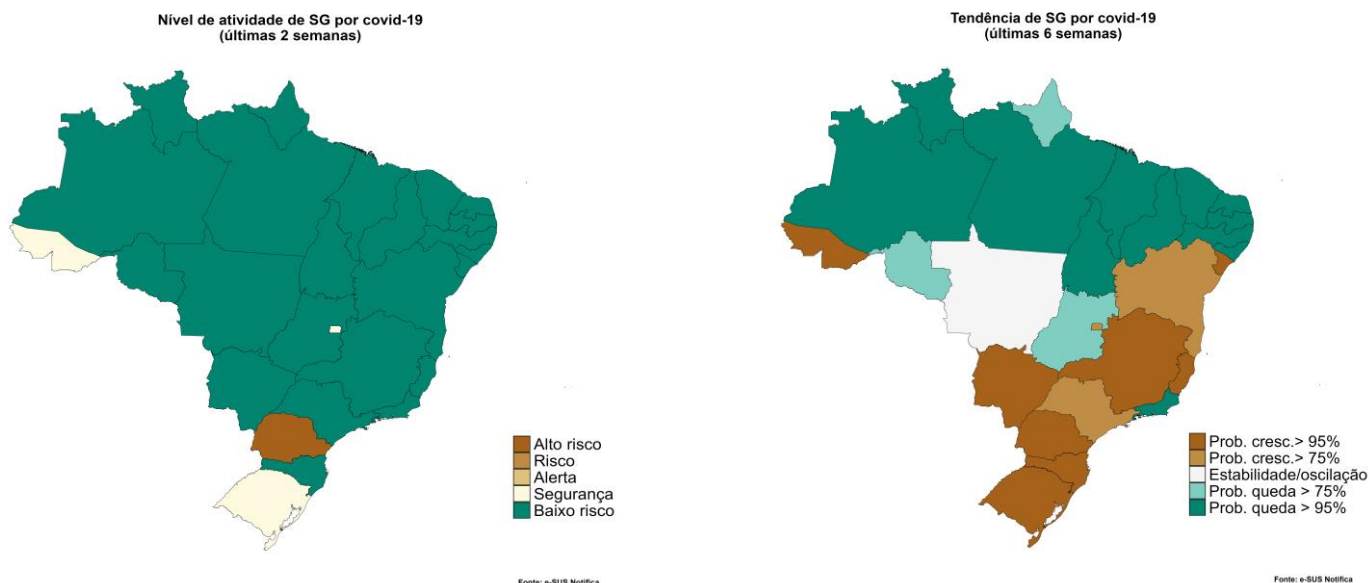 Nível de atividade de SG por covid-19
(últimas 2 semanas)
Alto risco
Risco
Alerta
Segurança
Baixo risco
Fonte: e-SUS Notifica
Tendência de SG por covid-19
(últimas 6 semanas)
Prob. cresc.> 95%
Prob. cresc.> 75%
Estabilidade/oscilação
Prob. queda > 75%
Prob. queda > 95%
Fonte: e-SUS Notifica